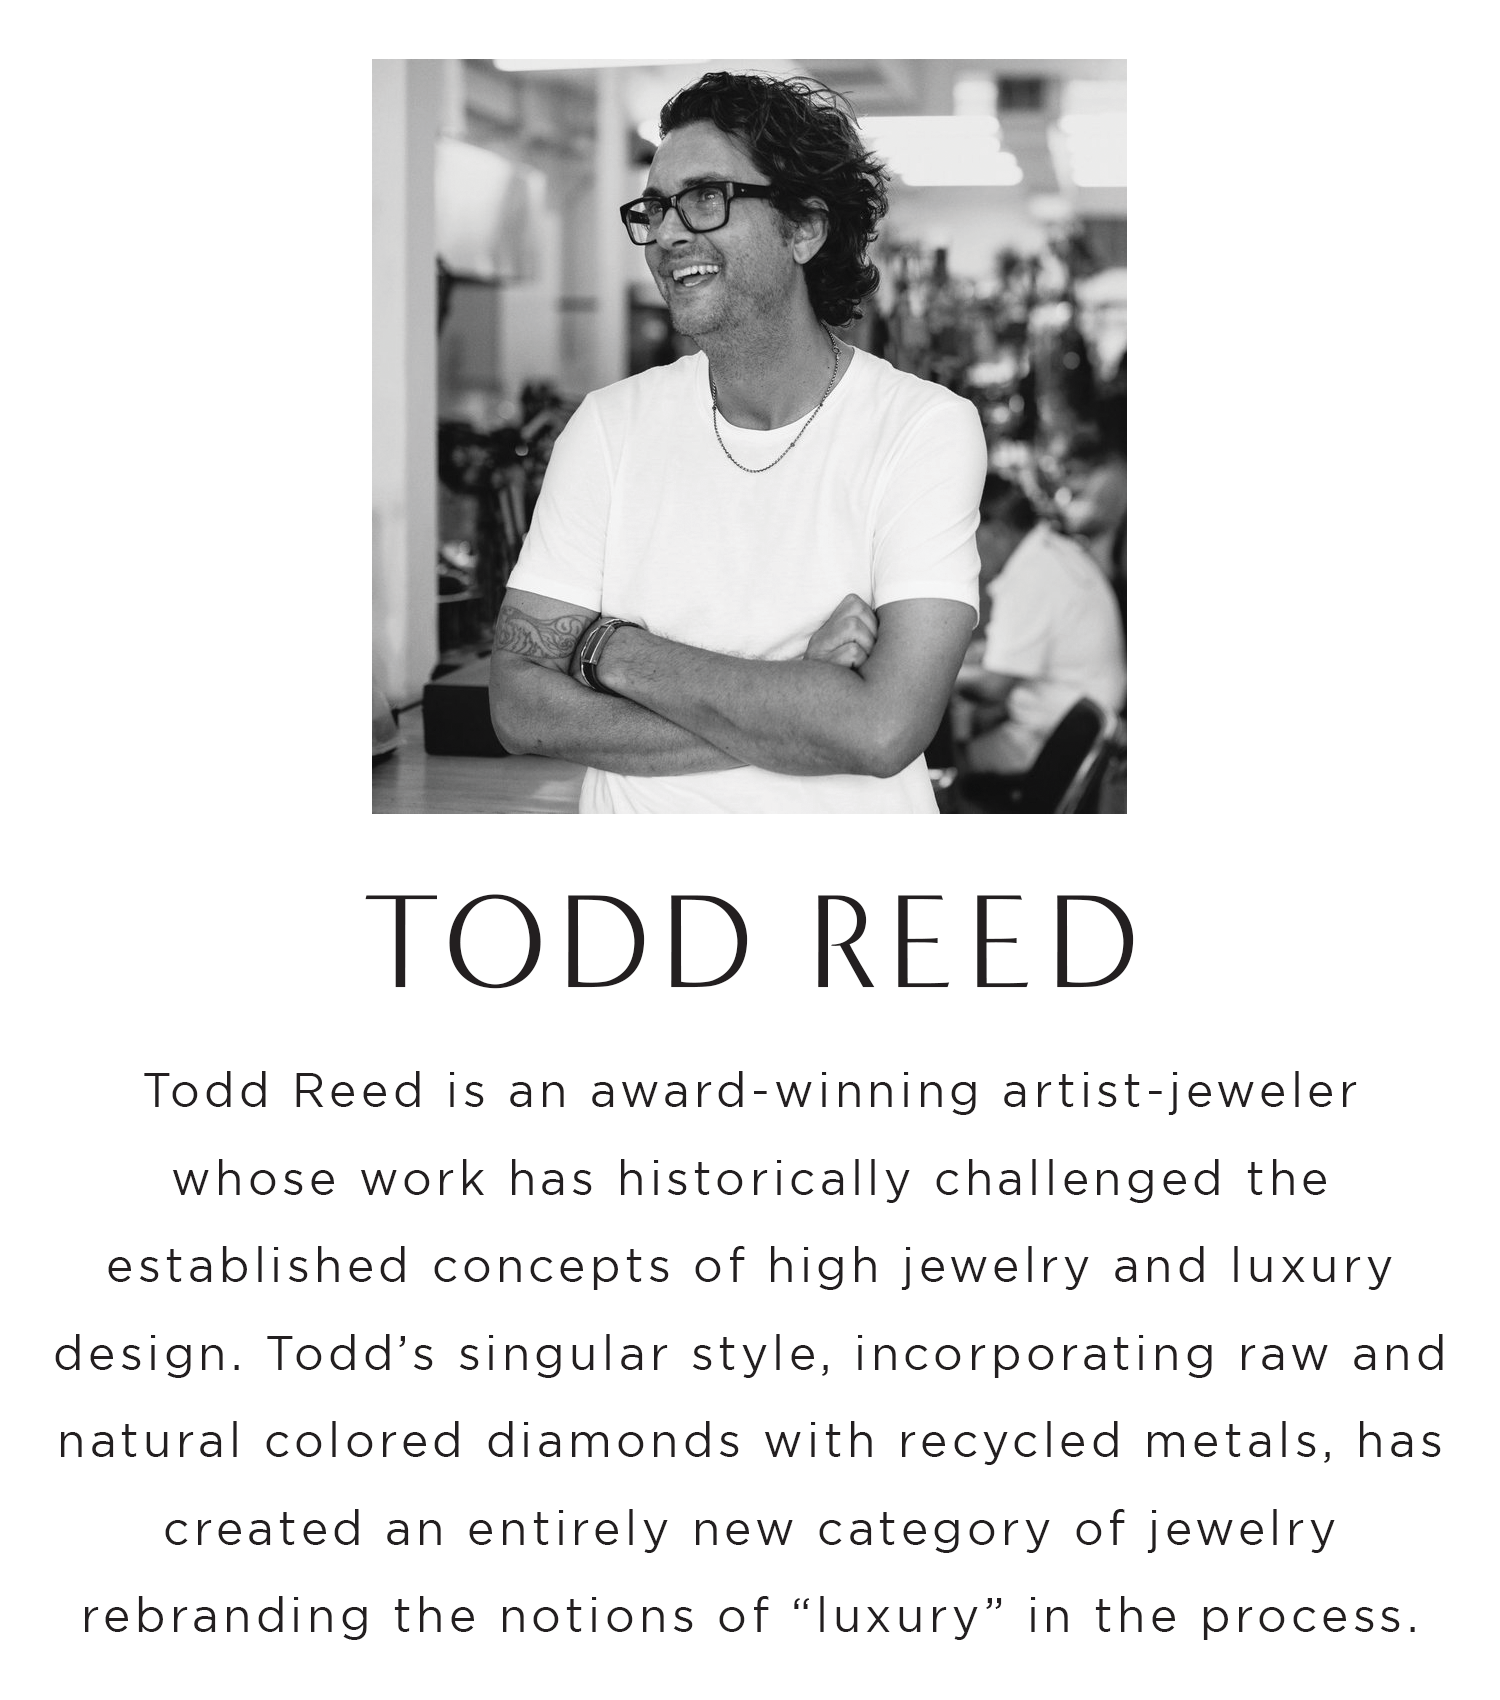 TODD REED
Todd Reed is an award-winning artist-jeweler
whose work has historically challenged the
established concepts of high jewelry and luxury
design. Todd’s singular style, incorporating raw and
natural colored diamonds with recycled metals, has
created an entirely new category of jewelry
rebranding the notions of “luxury” in the process.